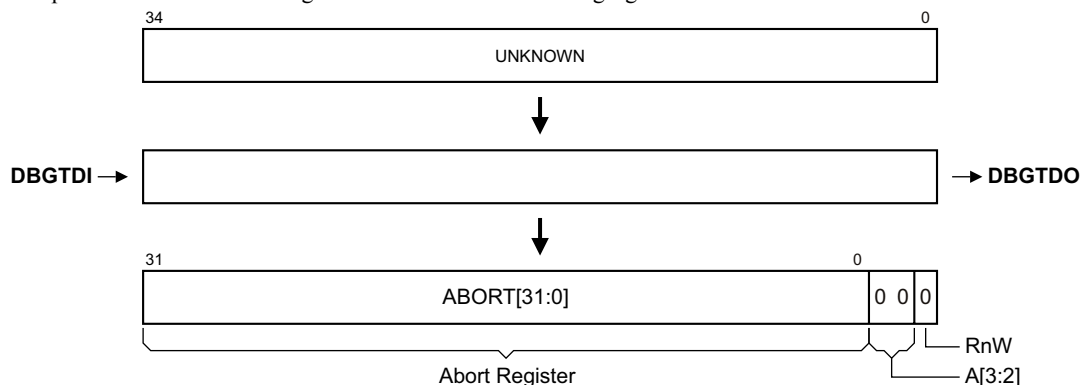 34 0
UNKNOWN
DBGTDI DBGTDO
31 0
ABORT[31:0] 0 0 0
RnW
Abort Register A[3:2]